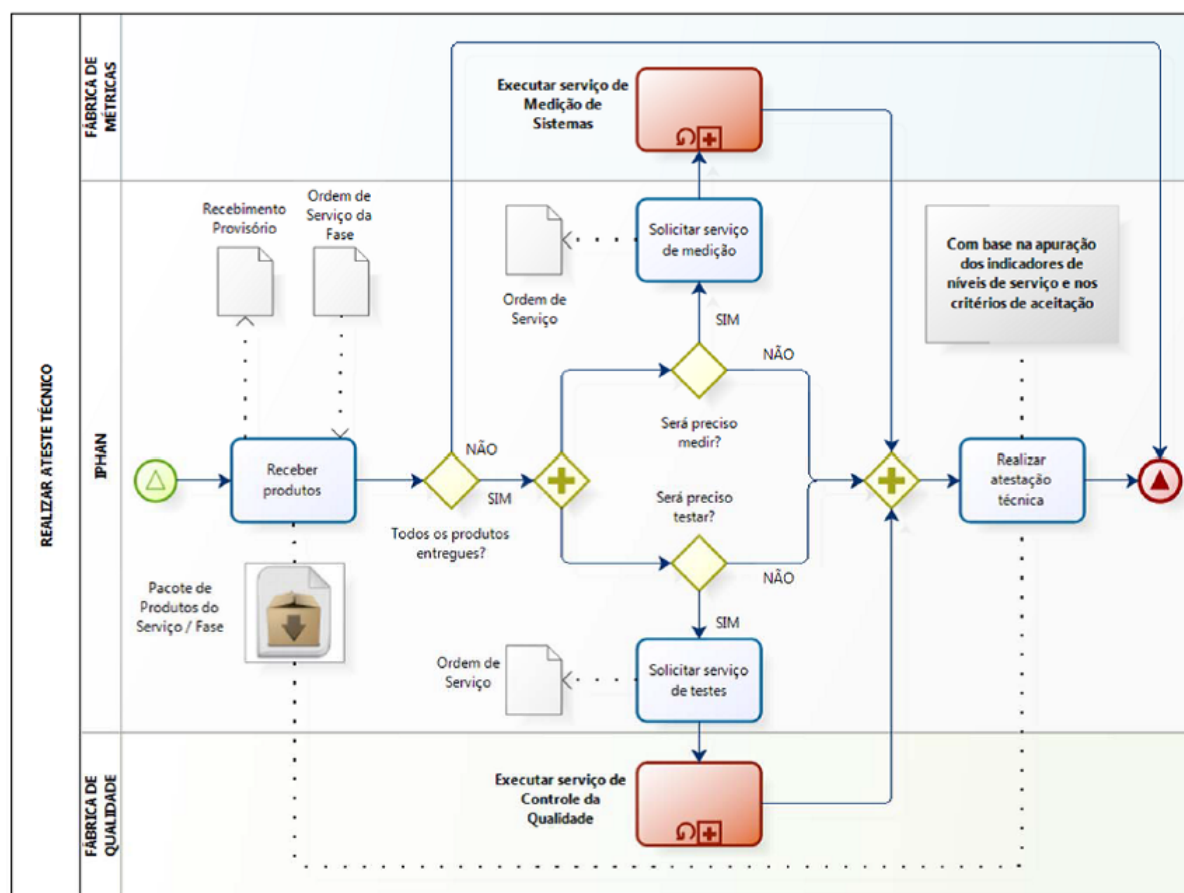 REALIZAR ATESTE TÉCNICO
FÁBRICA DE
MÉTRICAS
Executar serviço de
Medição de
Sistemas
IPHAN
Recebimento
Provisório
Ordem de
Serviço da
Fase
Solicitar serviço
de medição
Ordem de
Serviço
Com base na apuração
dos indicadores de
níveis de serviço e nos
critérios de aceitação
SIM
NÃO
Será preciso
medir?
Receber
produtos
NÃO
SIM
Todos os produtos
entregues?
Será preciso
testar?
NÃO
SIM
Realizar
atestação
técnica
Pacote de
Produtos do
Serviço / Fase
Ordem de
Serviço
Solicitar serviço
de testes
FÁBRICA DE
QUALIDADE
Executar serviço de
Controle da
Qualidade